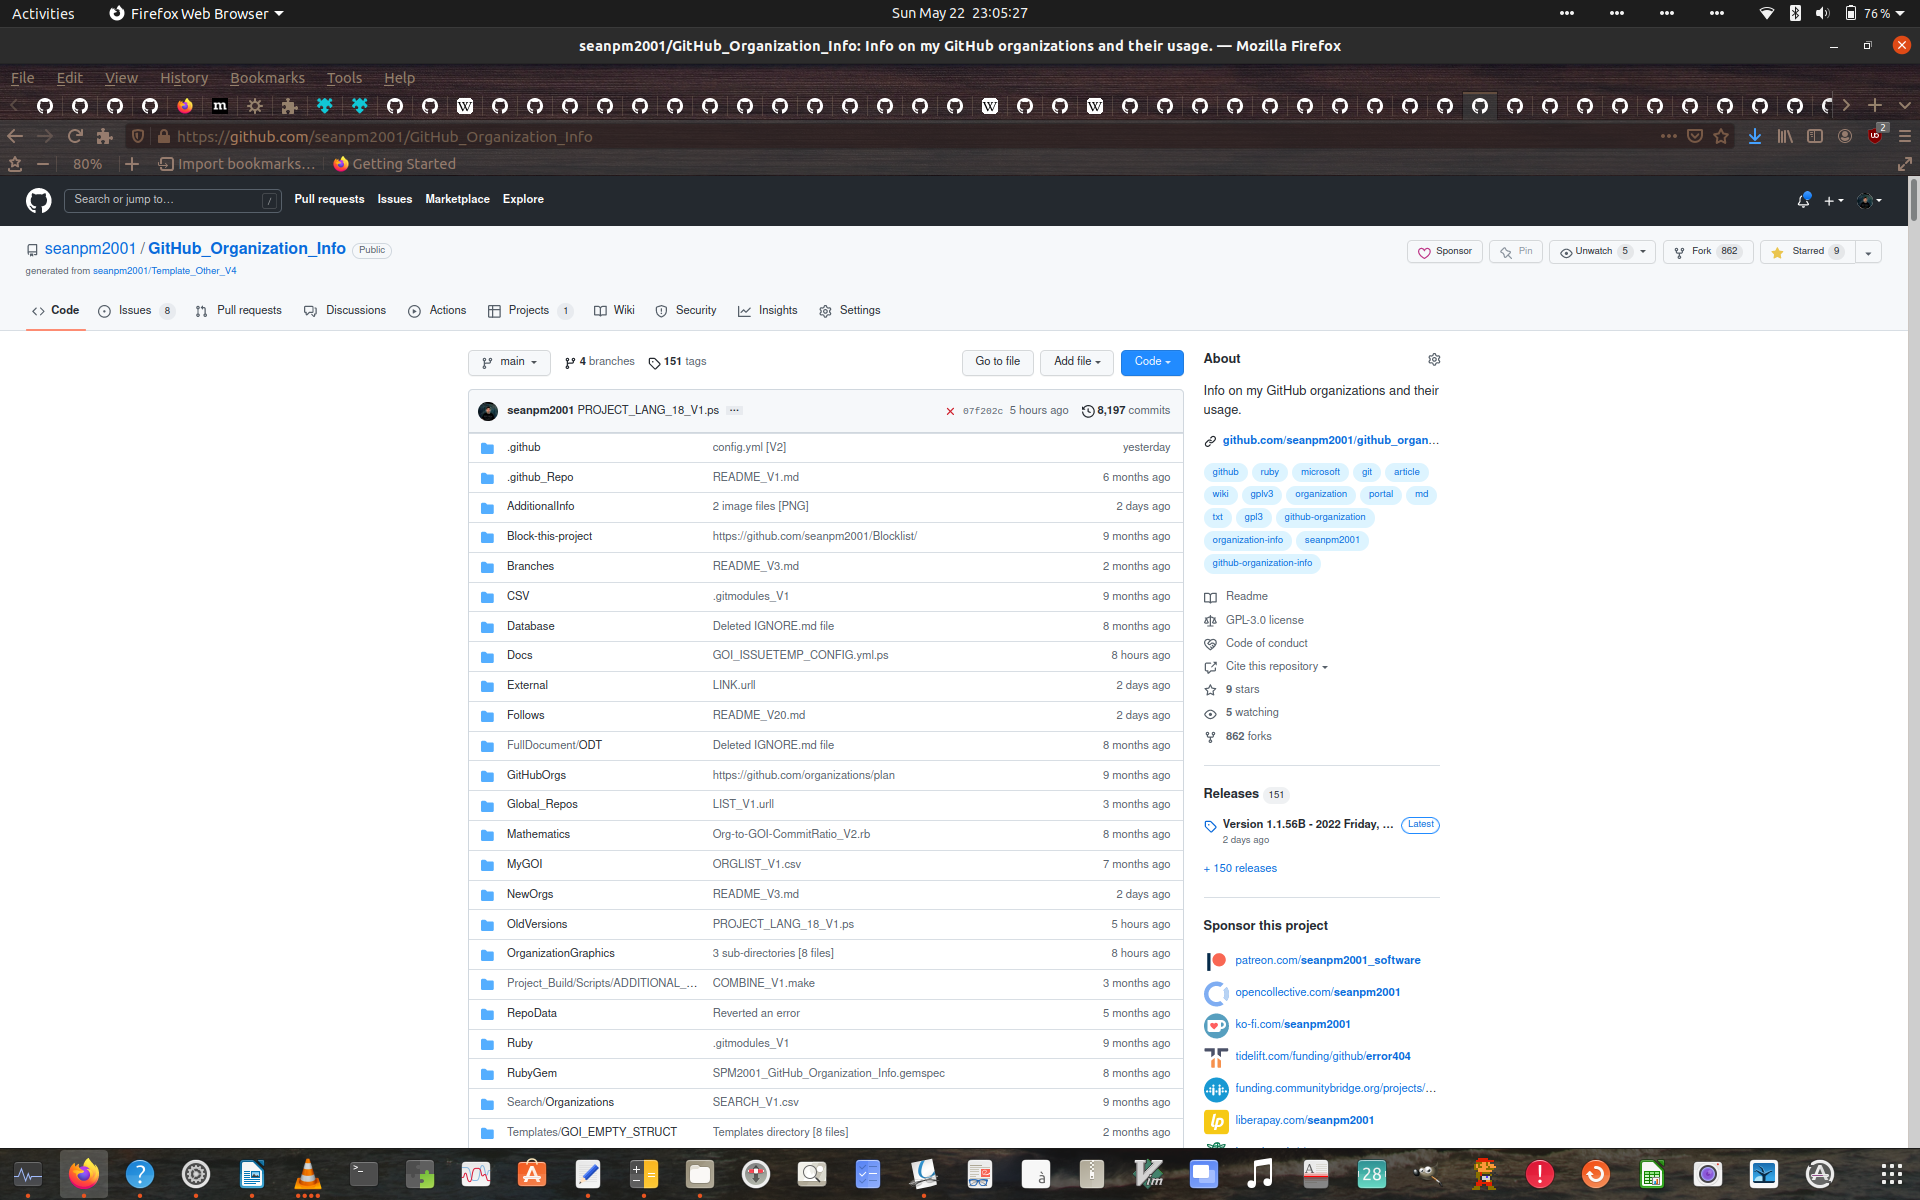 Activities
Firefox Web Browser
Sun May 22 23:05:27
76 %
seanpm2001/GitHub_Organization_Info: Info on my GitHub organizations and their usage. — Mozilla Firefox
File Edit View History Bookmarks Tools Help
https://github.com/seanpm2001/GitHub_Organization_Info
2
80%
Import bookmarks…
Getting Started
Search or jump to…
/
Pull requests Issues Marketplace Explore
seanpm2001 / GitHub_Organization_Info
Public
generated from seanpm2001/Template_Other_V4
Sponsor
Pin
Unwatch 5
Fork 862
Starred 9
Code
Issues 8
Pull requests
Discussions
Actions
Projects 1
Wiki
Security
Insights
Settings
main
4 branches
151 tags
Go to file
Add file
Code
seanpm2001 PROJECT_LANG_18_V1.ps
07f202c 5 hours ago
8,197 commits
.github config.yml [V2] yesterday
.github_Repo README_V1.md 6 months ago
AdditionalInfo 2 image files [PNG] 2 days ago
Block-this-project https://github.com/seanpm2001/Blocklist/ 9 months ago
Branches README_V3.md 2 months ago
CSV .gitmodules_V1 9 months ago
Database Deleted IGNORE.md file 8 months ago
Docs GOI_ISSUETEMP_CONFIG.yml.ps 8 hours ago
External LINK.urll 2 days ago
Follows README_V20.md 2 days ago
FullDocument/ODT Deleted IGNORE.md file 8 months ago
GitHubOrgs https://github.com/organizations/plan 9 months ago
Global_Repos LIST_V1.urll 3 months ago
Mathematics Org-to-GOI-CommitRatio_V2.rb 8 months ago
MyGOI ORGLIST_V1.csv 7 months ago
NewOrgs README_V3.md 2 days ago
OldVersions PROJECT_LANG_18_V1.ps 5 hours ago
OrganizationGraphics 3 sub-directories [8 files] 8 hours ago
Project_Build/Scripts/ADDITIONAL_… COMBINE_V1.make 3 months ago
RepoData Reverted an error 5 months ago
Ruby .gitmodules_V1 9 months ago
RubyGem SPM2001_GitHub_Organization_Info.gemspec 8 months ago
Search/Organizations SEARCH_V1.csv 9 months ago
Templates/GOI_EMPTY_STRUCT Templates directory [8 files] 2 months ago
About
Info on my GitHub organizations and their
usage.
github.com/seanpm2001/github_organ…
github ruby microsoft git article
wiki gplv3 organization portal md
txt gpl3 github-organization
organization-info seanpm2001
github-organization-info
Readme
GPL-3.0 license
Code of conduct
Cite this repository
9 stars
5 watching
862 forks
Releases 151
Version 1.1.56B - 2022 Friday, …
Latest
2 days ago
+ 150 releases
Sponsor this project
patreon.com/seanpm2001_software
opencollective.com/seanpm2001
ko-fi.com/seanpm2001
tidelift.com/funding/github/error404
funding.communitybridge.org/projects/…
lp
liberapay.com/seanpm2001
28